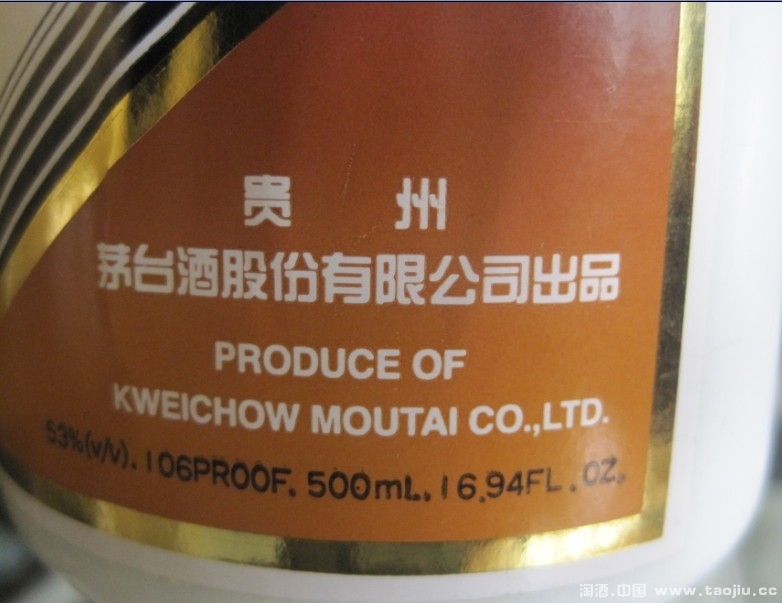 贵 州
茅台酒股份有限公司出品
PRODUCE OF
KWEICHOW MOUTAI CO.,LTD.
53%(v/v). 106PROOF. 500mL. 16.94FL.OZ.
淘酒.中国 www.taojiu.cc